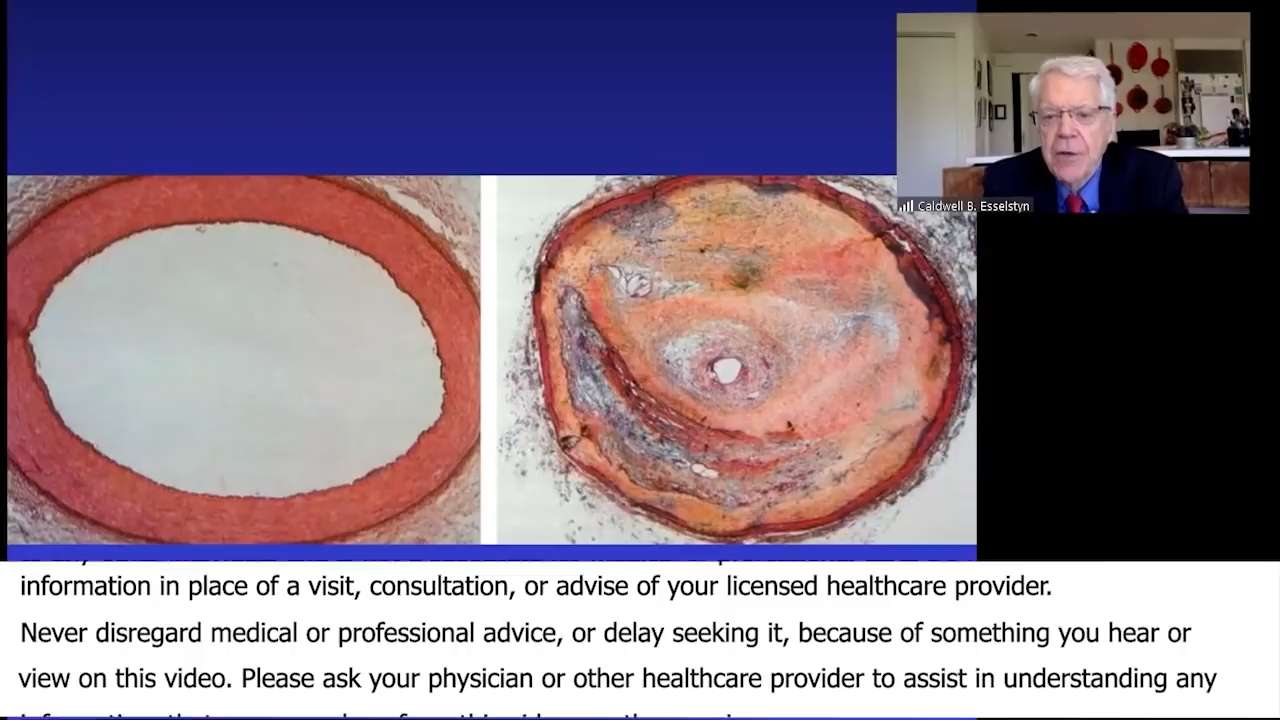 Caldwell B. Esselstyn
information in place of a visit, consultation, or advise of your licensed healthcare provider.
Never disregard medical or professional advice, or delay seeking it, because of something you hear or
view on this video. Please ask your physician or other healthcare provider to assist in understanding any